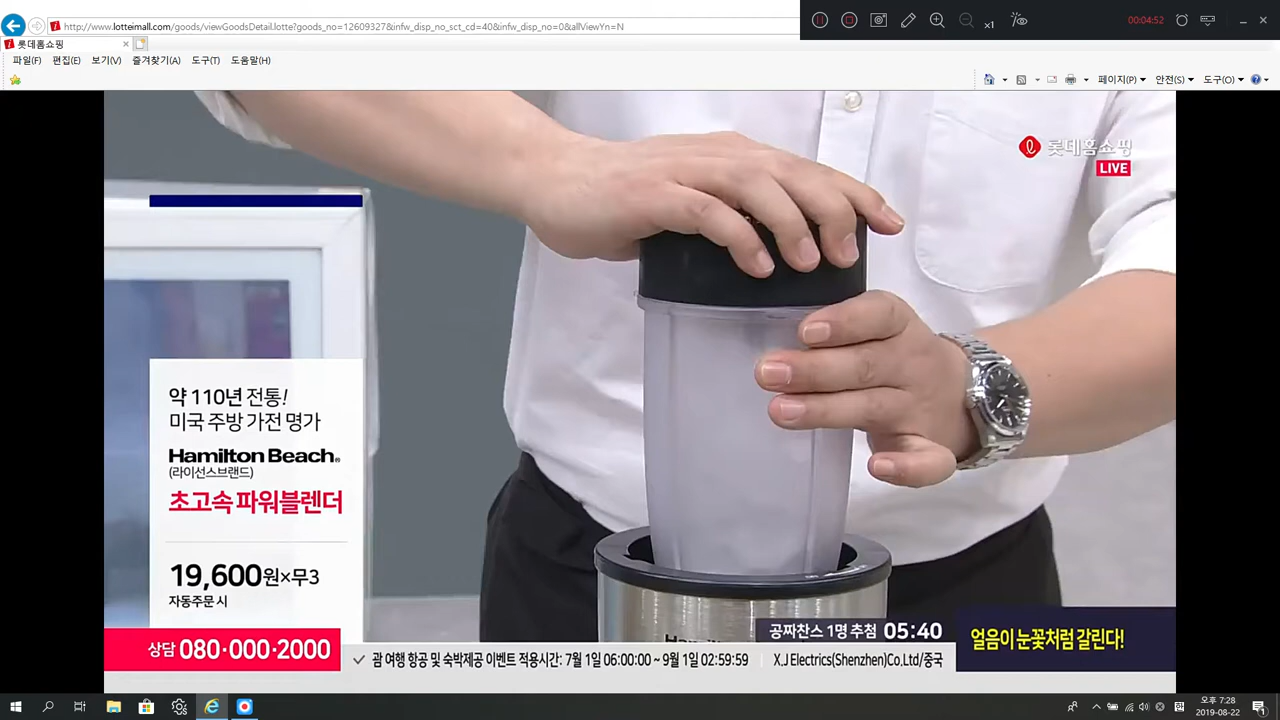 http://www.lotteimall.com/goods/viewGoodsDetail.lotte?goods_no=12609327&infw_disp_no_sct_cd=40&infw_disp_no=0&allViewYn=N
x1
00:04:52
롯데홈쇼핑
파일(F) 편집(E) 보기(V) 즐겨찾기(A) 도구(T) 도움말(H)
페이지(P) 안전(S) 도구(O)
롯데홈쇼핑
LIVE
약 110년 전통!
미국 주방 가전 명가
Hamilton Beach®
(라이선스브랜드)
초고속 파워블렌더
19,600원×무3
자동주문 시
상담 080·000·2000
공짜찬스 1명 추첨 05:40
얼음이 눈꽃처럼 갈린다!
괌 여행 항공 및 숙박제공 이벤트 적용시간: 7월 1일 06:00:00 ~ 9월 1일 02:59:59
X.J Electrics(Shenzhen)Co.Ltd/중국
오후 7:28
2019-08-22